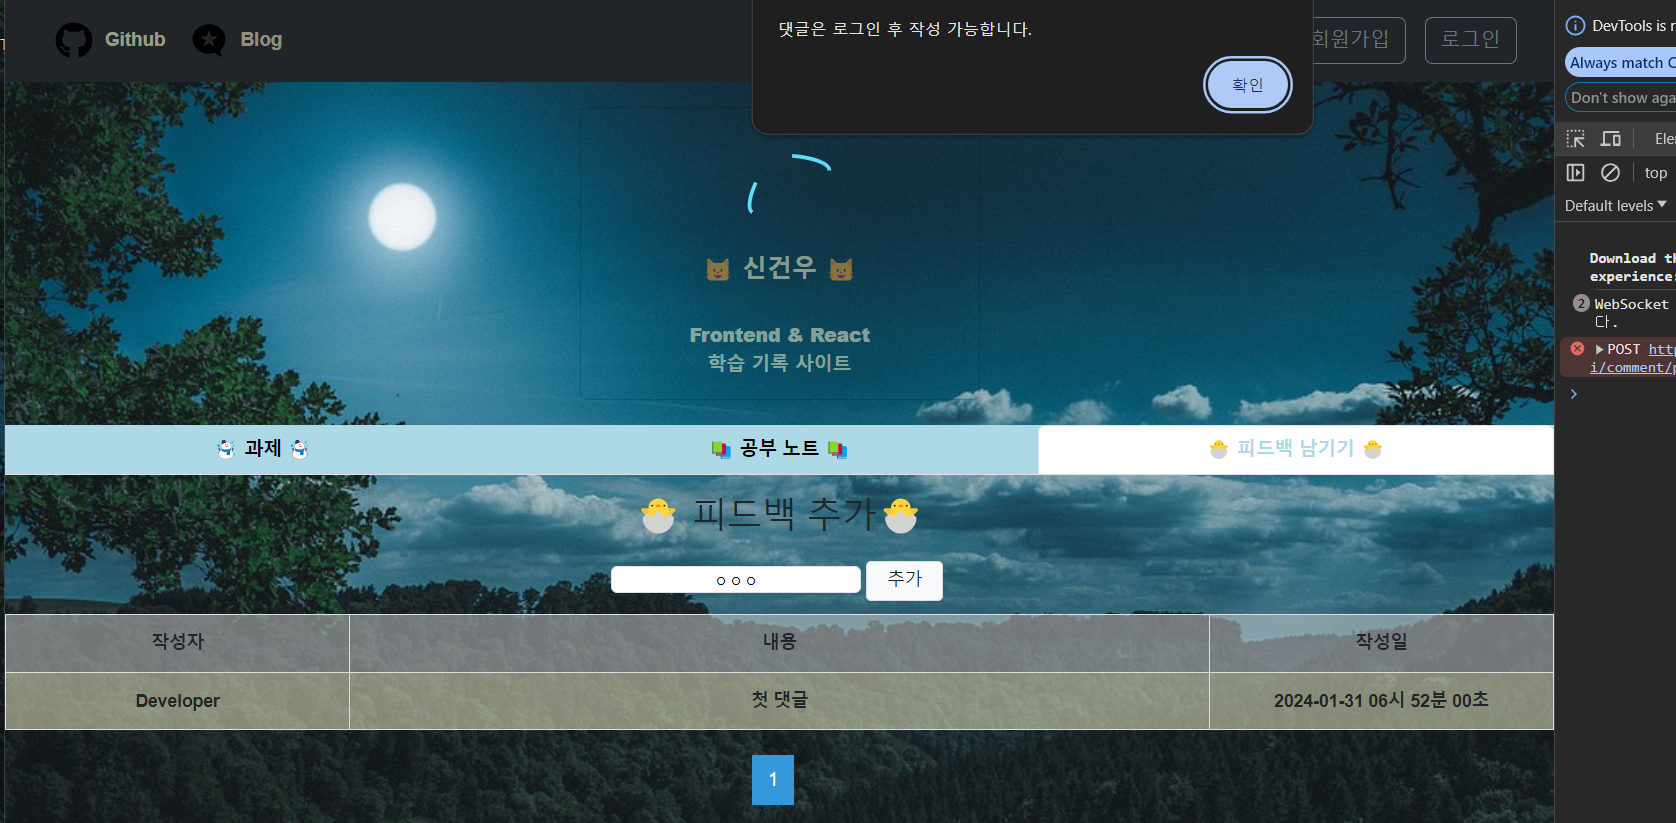 Github
Blog
댓글은 로그인 후 작성 가능합니다.
확인
회원가입
로그인
신건우
Frontend & React
학습 기록 사이트
과제
공부 노트
피드백 남기기
피드백 추가
ㅇㅇㅇ
추가
작성자 내용 작성일
Developer 첫 댓글 2024-01-31 06시 52분 00초
1
DevTools is
Always match
Don't show
top
Default levels
Download
experience
2 WebSocket
다.
POST
i/comment/